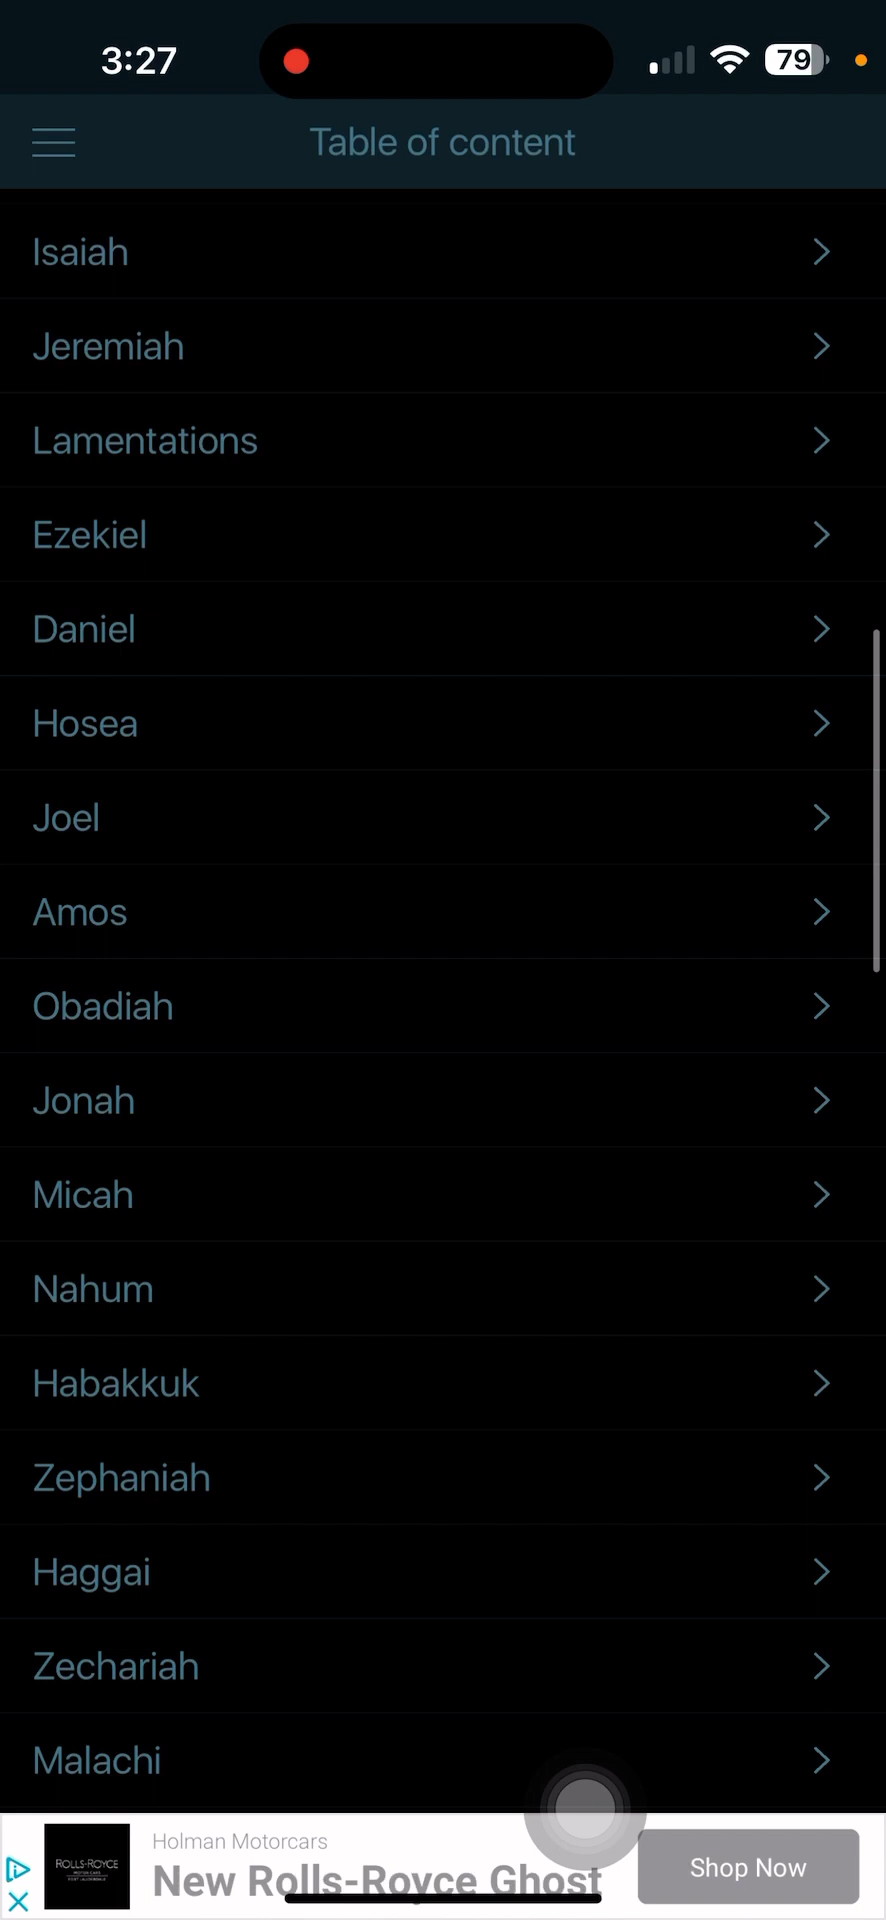 3:27
79
Table of content
Isaiah
Jeremiah
Lamentations
Ezekiel
Daniel
Hosea
Joel
Amos
Obadiah
Jonah
Micah
Nahum
Habakkuk
Zephaniah
Haggai
Zechariah
Malachi
ROLLS-ROYCE
Holman Motorcars
New Rolls-Royce Ghost
Shop Now